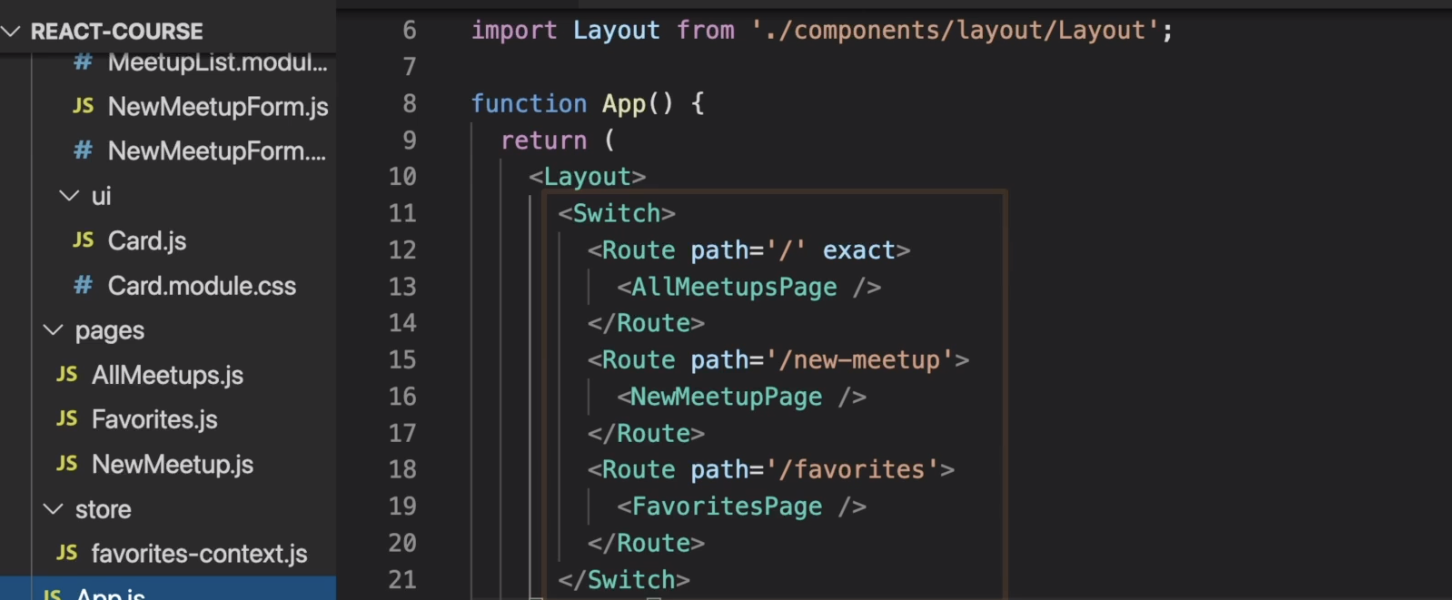 REACT-COURSE
# MeetupList.modul...
JS NewMeetupForm.js
# NewMeetupForm....
ui
JS Card.js
# Card.module.css
pages
JS AllMeetups.js
JS Favorites.js
JS NewMeetup.js
store
JS favorites-context.js
JS App.js
6 import Layout from './components/layout/Layout';
7
8 function App() {
9 return (
10 <Layout>
11 <Switch>
12 <Route path='/' exact>
13 <AllMeetupsPage />
14 </Route>
15 <Route path='/new-meetup'>
16 <NewMeetupPage />
17 </Route>
18 <Route path='/favorites'>
19 <FavoritesPage />
20 </Route>
21 </Switch>